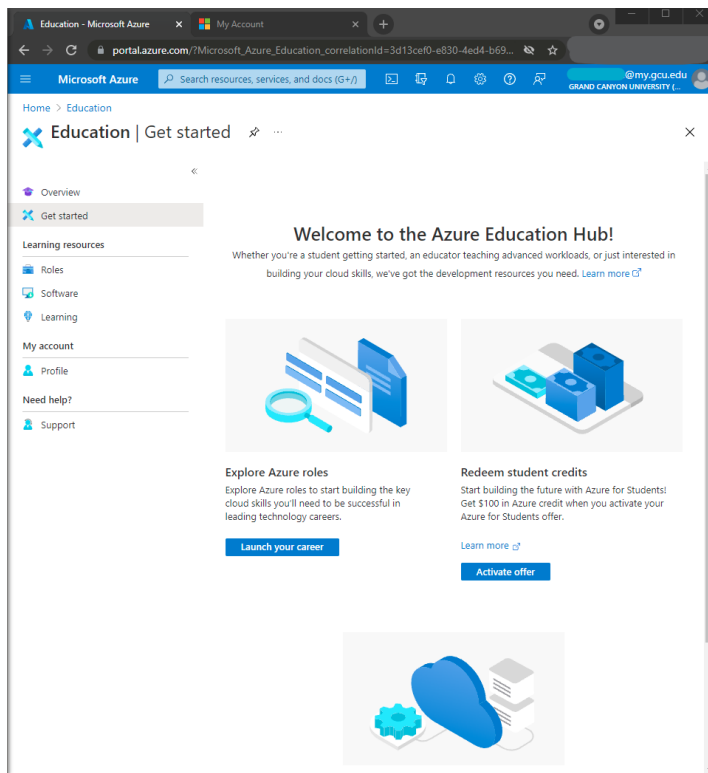 Education - Microsoft Azure
My Account
portal.azure.com/?Microsoft_Azure_Education_correlationId=3d13cef0-e830-4ed4-b69...
Microsoft Azure
Search resources, services, and docs (G+/)
@my.gcu.edu
GRAND CANYON UNIVERSITY (...
Home > Education
Education | Get started
Overview
Get started
Learning resources
Roles
Software
Learning
My account
Profile
Need help?
Support
Welcome to the Azure Education Hub!
Whether you're a student getting started, an educator teaching advanced workloads, or just interested in
building your cloud skills, we've got the development resources you need. Learn more
Explore Azure roles
Explore Azure roles to start building the key
cloud skills you'll need to be successful in
leading technology careers.
Launch your career
Redeem student credits
Start building the future with Azure for Students!
Get $100 in Azure credit when you activate your
Azure for Students offer.
Learn more
Activate offer